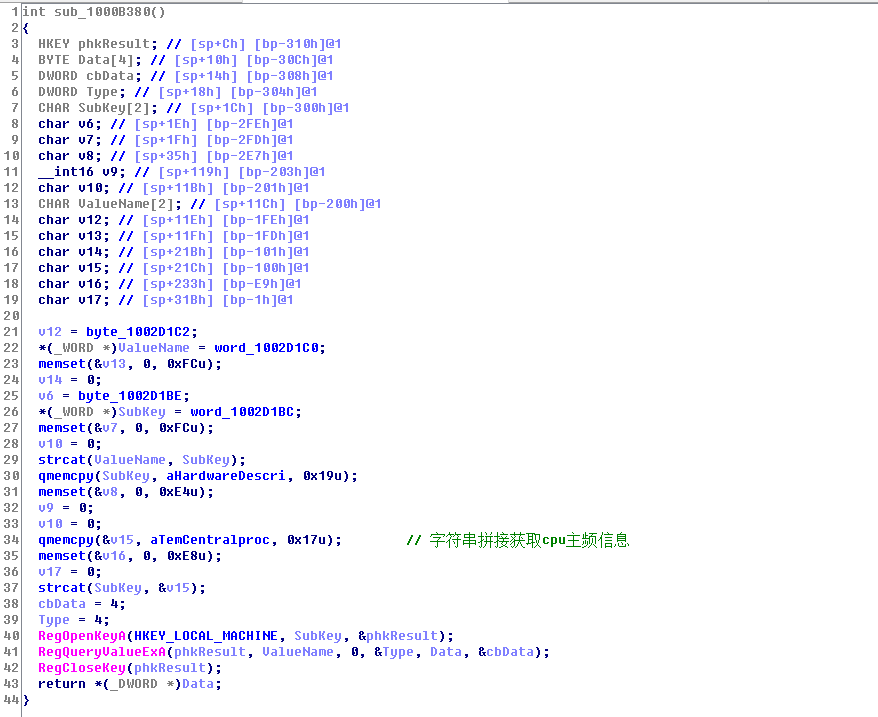 1 int sub_1000B380()
2 {
3 HKEY phkResult; // [sp+Ch] [bp-310h]@1
4 BYTE Data[4]; // [sp+10h] [bp-30Ch]@1
5 DWORD cbData; // [sp+14h] [bp-308h]@1
6 DWORD Type; // [sp+18h] [bp-304h]@1
7 CHAR SubKey[2]; // [sp+1Ch] [bp-300h]@1
8 char v6; // [sp+1Eh] [bp-2FEh]@1
9 char v7; // [sp+1Fh] [bp-2FDh]@1
10 char v8; // [sp+35h] [bp-2E7h]@1
11 __int16 v9; // [sp+119h] [bp-203h]@1
12 char v10; // [sp+11Bh] [bp-201h]@1
13 CHAR ValueName[2]; // [sp+11Ch] [bp-200h]@1
14 char v12; // [sp+11Eh] [bp-1FEh]@1
15 char v13; // [sp+11Fh] [bp-1FDh]@1
16 char v14; // [sp+21Bh] [bp-101h]@1
17 char v15; // [sp+21Ch] [bp-100h]@1
18 char v16; // [sp+233h] [bp-E9h]@1
19 char v17; // [sp+31Bh] [bp-1h]@1
20
21 v12 = byte_1002D1C2;
22 *(_WORD *)ValueName = word_1002D1C0;
23 memset(&v13, 0, 0xFCu);
24 v14 = 0;
25 v6 = byte_1002D1BE;
26 *(_WORD *)SubKey = word_1002D1BC;
27 memset(&v7, 0, 0xFCu);
28 v10 = 0;
29 strcat(ValueName, SubKey);
30 qmemcpy(SubKey, aHardwareDescri, 0x19u);
31 memset(&v8, 0, 0xE4u);
32 v9 = 0;
33 v10 = 0;
34 qmemcpy(&v15, aTemCentralproc, 0x17u); // 字符串拼接获取cpu主频信息
35 memset(&v16, 0, 0xE8u);
36 v17 = 0;
37 strcat(SubKey, &v15);
38 cbData = 4;
39 Type = 4;
40 RegOpenKeyA(HKEY_LOCAL_MACHINE, SubKey, &phkResult);
41 RegQueryValueExA(phkResult, ValueName, 0, &Type, Data, &cbData);
42 RegCloseKey(phkResult);
43 return *(_DWORD *)Data;
44 }